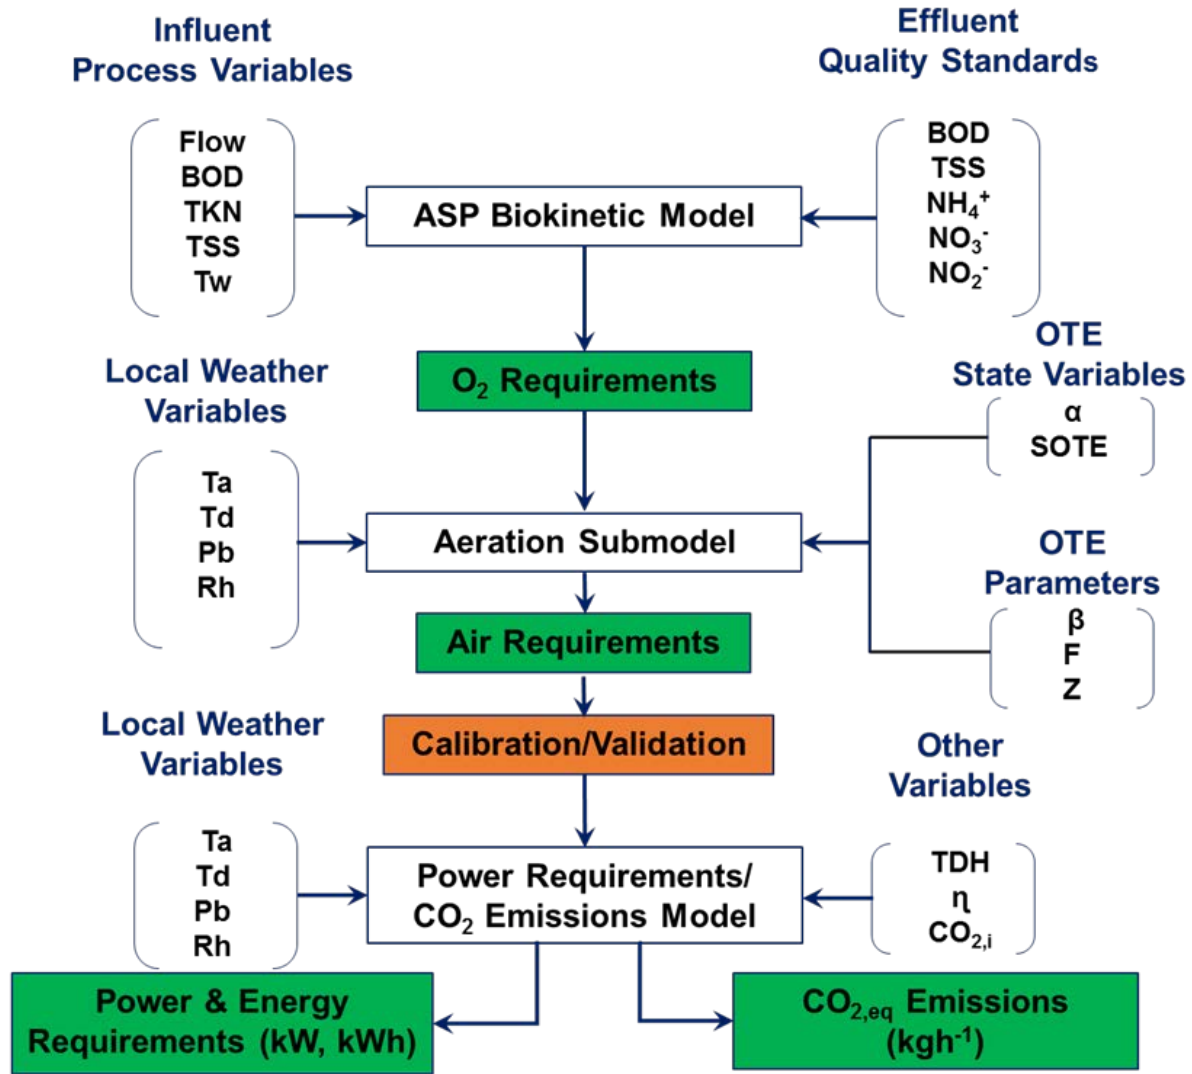 Influent
Process Variables
Effluent
Quality Standards
Flow
BOD
TKN
TSS
Tw
ASP Biokinetic Model
BOD
TSS
NH₄⁺
NO₃⁻
NO₂⁻
O₂ Requirements
OTE
State Variables
α
SOTE
Local Weather
Variables
Ta
Td
Pb
Rh
Aeration Submodel
OTE
Parameters
β
F
Z
Air Requirements
Calibration/Validation
Local Weather
Variables
Ta
Td
Pb
Rh
Power Requirements/
CO₂ Emissions Model
Other
Variables
TDH
η
CO₂,ᵢ
Power & Energy
Requirements (kW, kWh)
CO₂,eq Emissions
(kgh⁻¹)